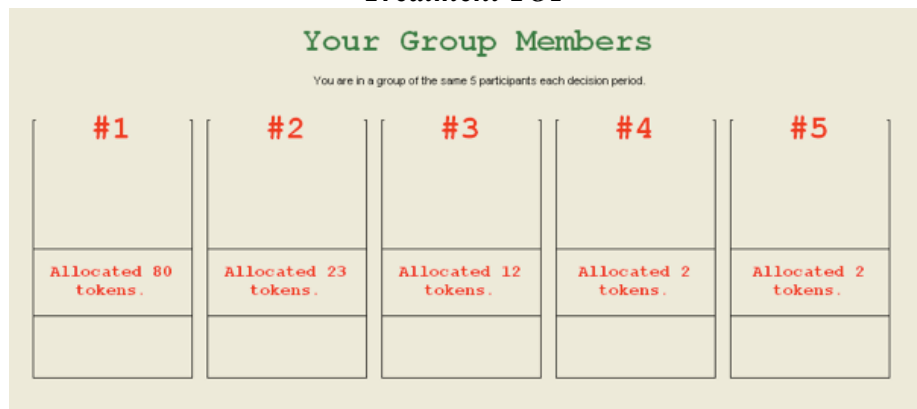 Your Group Members
You are in a group of the same 5 participants each decision period.
#1 #2 #3 #4 #5
Allocated 80 tokens.
Allocated 23 tokens.
Allocated 12 tokens.
Allocated 2 tokens.
Allocated 2 tokens.